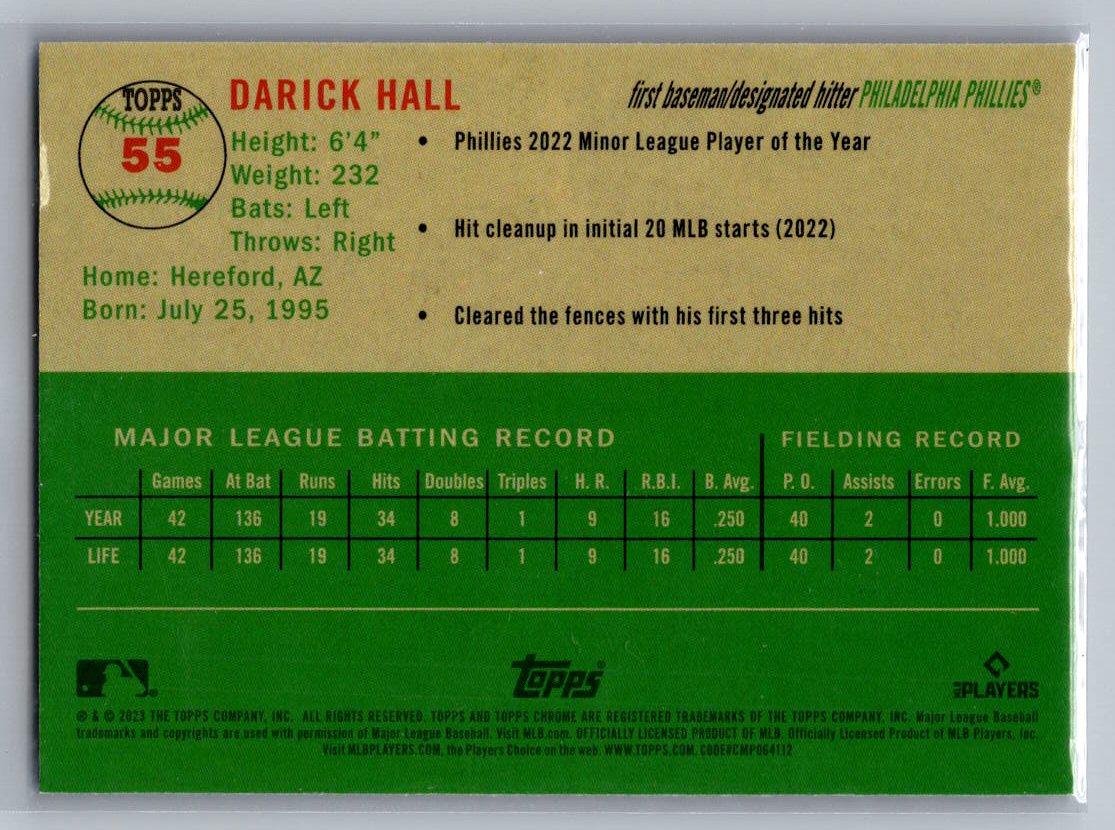 TOPPS
55
DARICK HALL
first baseman/designated hitter PHILADELPHIA PHILLIES®
Height: 6'4"
Weight: 232
Bats: Left
Throws: Right
Home: Hereford, AZ
Born: July 25, 1995
• Phillies 2022 Minor League Player of the Year
• Hit cleanup in initial 20 MLB starts (2022)
• Cleared the fences with his first three hits
MAJOR LEAGUE BATTING RECORD FIELDING RECORD
Games At Bat Runs Hits Doubles Triples H. R. R.B.I. B. Avg. P. O. Assists Errors F. Avg.
YEAR 42 136 19 34 8 1 9 16 .250 40 2 0 1.000
LIFE 42 136 19 34 8 1 9 16 .250 40 2 0 1.000
topps®
MLB PLAYERS
® & © 2023 THE TOPPS COMPANY, INC. ALL RIGHTS RESERVED. TOPPS AND TOPPS CHROME ARE REGISTERED TRADEMARKS OF THE TOPPS COMPANY, INC. Major League Baseball
trademarks and copyrights are used with permission of Major League Baseball. Visit MLB.com. OFFICIALLY LICENSED PRODUCT OF MLB. Officially Licensed Product of MLB Players, Inc.
Visit MLBPLAYERS.COM, the Players Choice on the web. WWW.TOPPS.COM. CODE#CMP064112